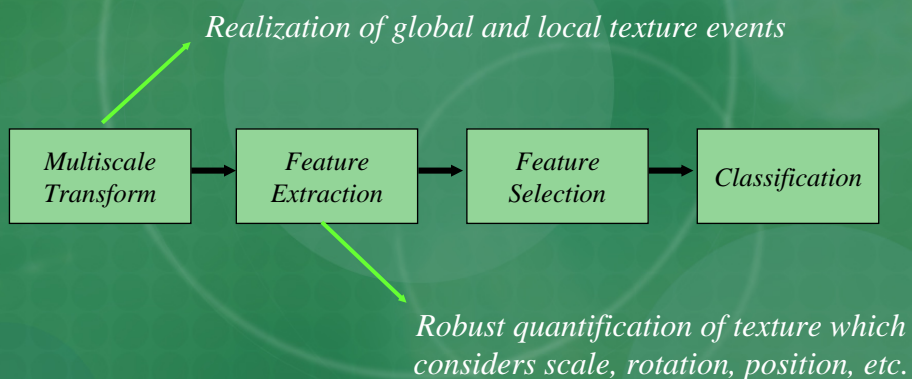 Realization of global and local texture events
Multiscale
Transform
Feature
Extraction
Feature
Selection
Classification
Robust quantification of texture which
considers scale, rotation, position, etc.